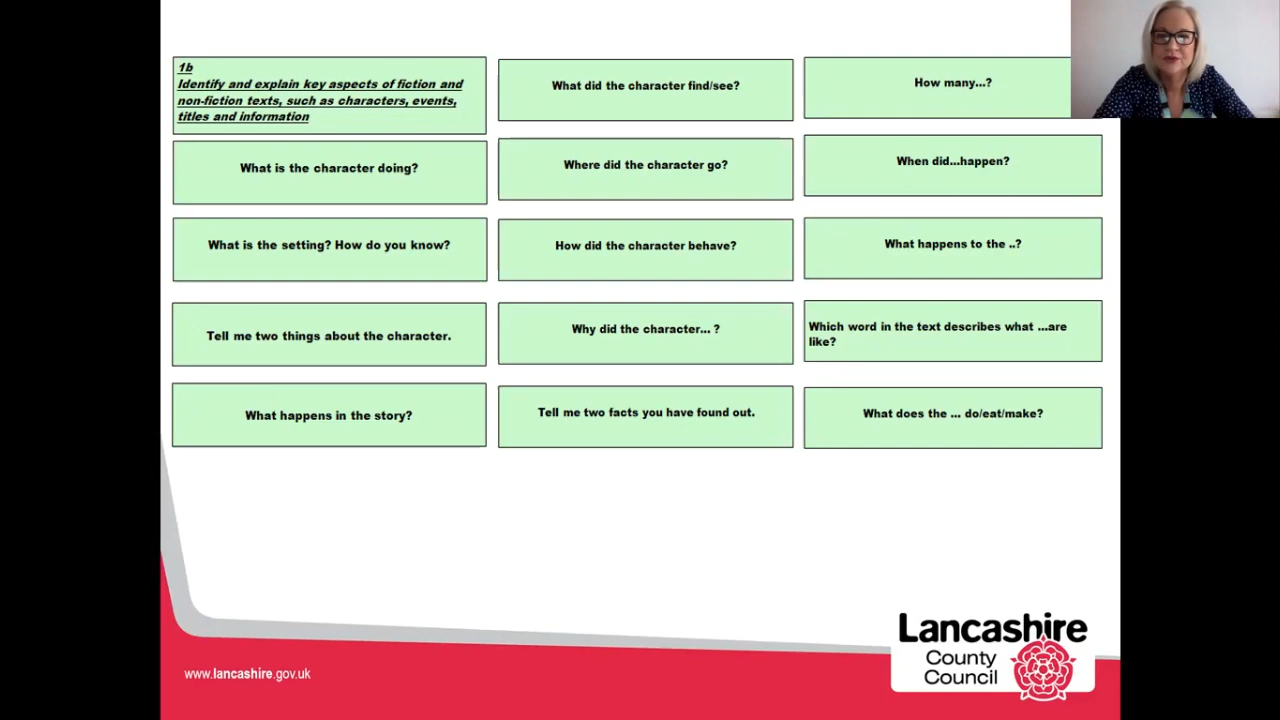 1b
Identify and explain key aspects of fiction and
non-fiction texts, such as characters, events,
titles and information
What did the character find/see?
How many...?
What is the character doing?
Where did the character go?
When did...happen?
What is the setting? How do you know?
How did the character behave?
What happens to the ..?
Tell me two things about the character.
Why did the character... ?
Which word in the text describes what ...are
like?
What happens in the story?
Tell me two facts you have found out.
What does the ... do/eat/make?
www.lancashire.gov.uk
Lancashire
County
Council